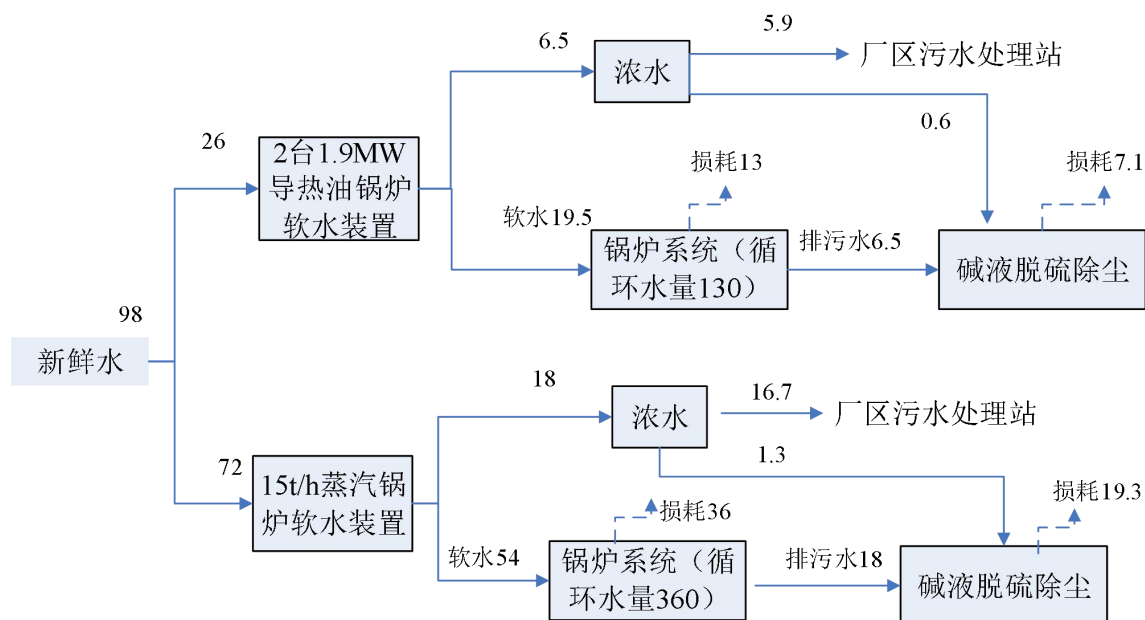 5.9
6.5
浓水
厂区污水处理站
0.6
26
2台1.9MW
导热油锅炉
软水装置
损耗13
损耗7.1
软水19.5
锅炉系统（循
环水量130）
排污水6.5
碱液脱硫除尘
98
新鲜水
18
浓水
16.7
厂区污水处理站
1.3
72
15t/h蒸汽锅
炉软水装置
损耗36
损耗19.3
软水54
锅炉系统（循
环水量360）
排污水18
碱液脱硫除尘